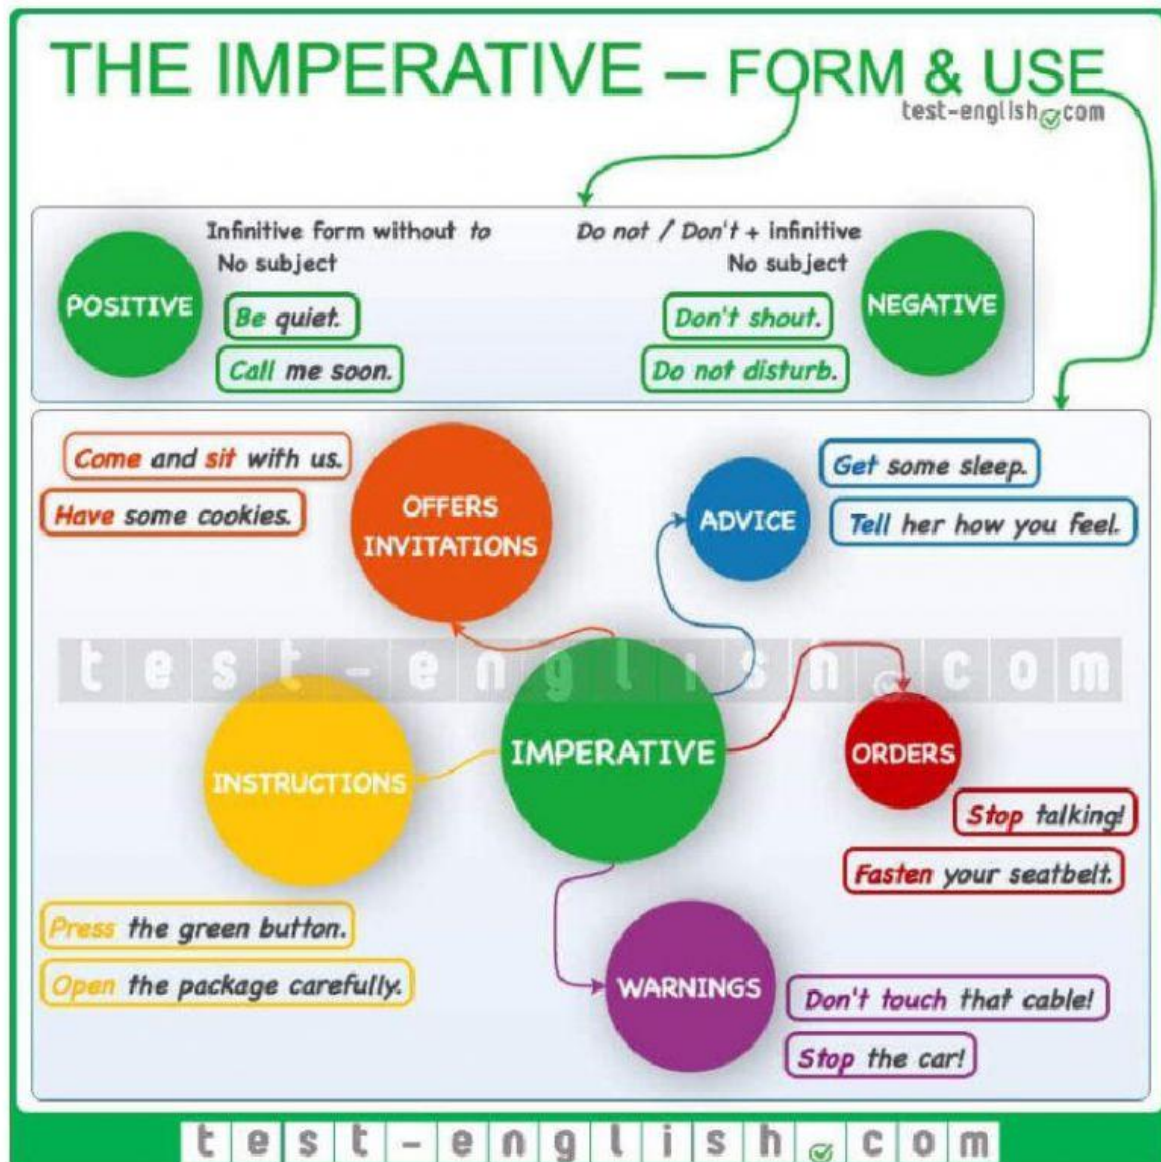 THE IMPERATIVE – FORM & USE
test-english.com
Infinitive form without to
No subject
POSITIVE
Be quiet.
Call me soon.
Do not / Don't + infinitive
No subject
NEGATIVE
Don't shout.
Do not disturb.
Come and sit with us.
Have some cookies.
OFFERS
INVITATIONS
ADVICE
Get some sleep.
Tell her how you feel.
test-english.com
INSTRUCTIONS
IMPERATIVE
ORDERS
Stop talking!
Fasten your seatbelt.
Press the green button.
Open the package carefully.
WARNINGS
Don't touch that cable!
Stop the car!
test-english.com